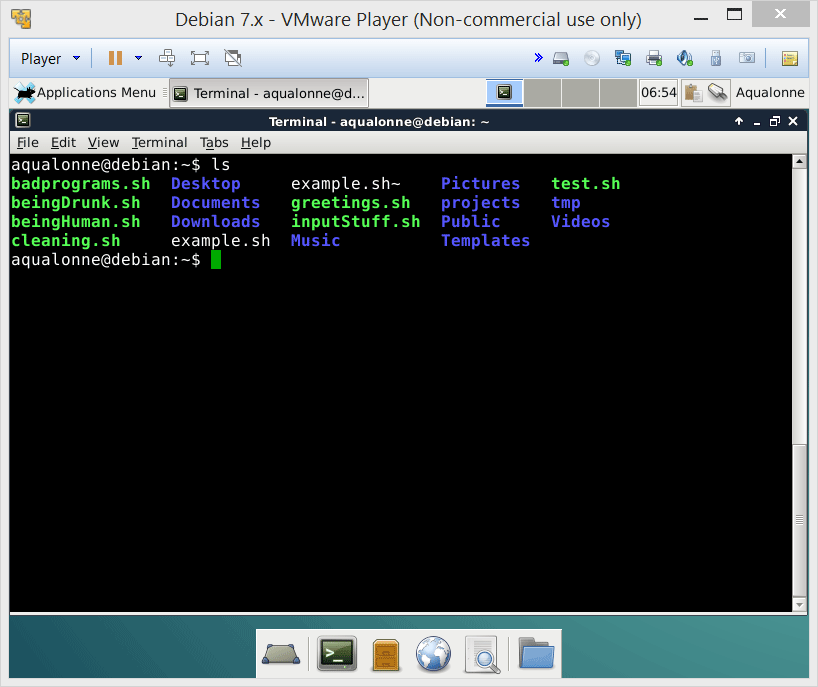 Debian 7.x - VMware Player (Non-commercial use only)
Player
Applications Menu
Terminal - aqualonne@d...
06:54
Aqualonne
Terminal - aqualonne@debian: ~
File Edit View Terminal Tabs Help
aqualonne@debian:~$ ls
badprograms.sh Desktop example.sh~ Pictures test.sh
beingDrunk.sh Documents greetings.sh projects tmp
beingHuman.sh Downloads inputStuff.sh Public Videos
cleaning.sh example.sh Music Templates
aqualonne@debian:~$